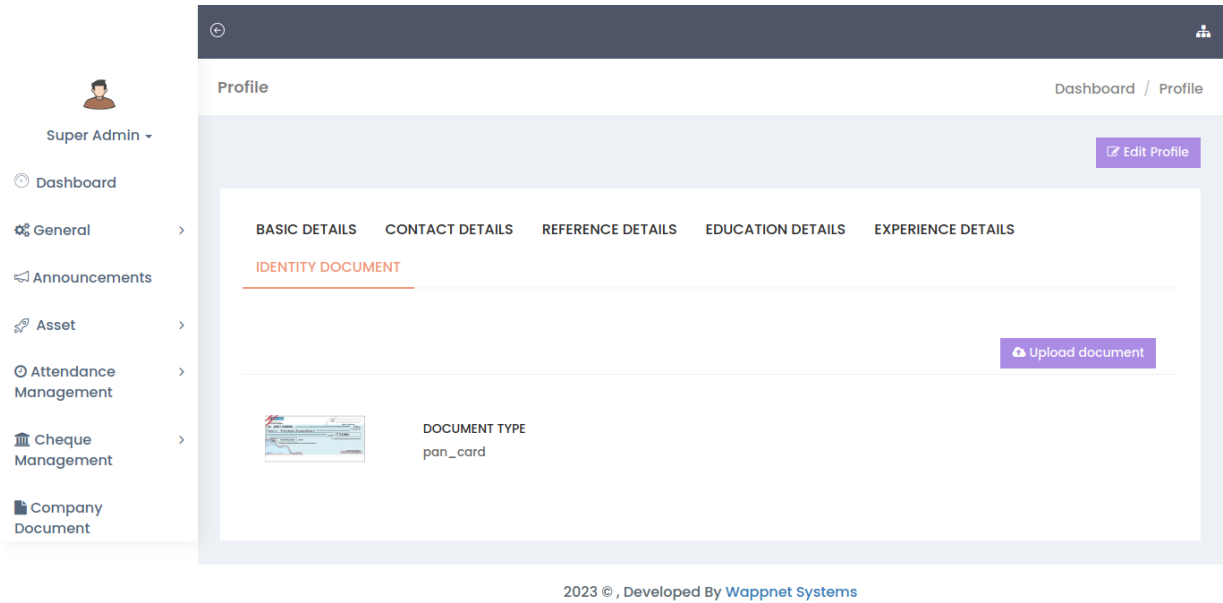 Profile
Dashboard / Profile
Super Admin
Edit Profile
Dashboard
General
Announcements
Asset
Attendance
Management
Cheque
Management
Company
Document
BASIC DETAILS CONTACT DETAILS REFERENCE DETAILS EDUCATION DETAILS EXPERIENCE DETAILS
IDENTITY DOCUMENT
Upload document
DOCUMENT TYPE
pan_card
2023 © , Developed By Wappnet Systems